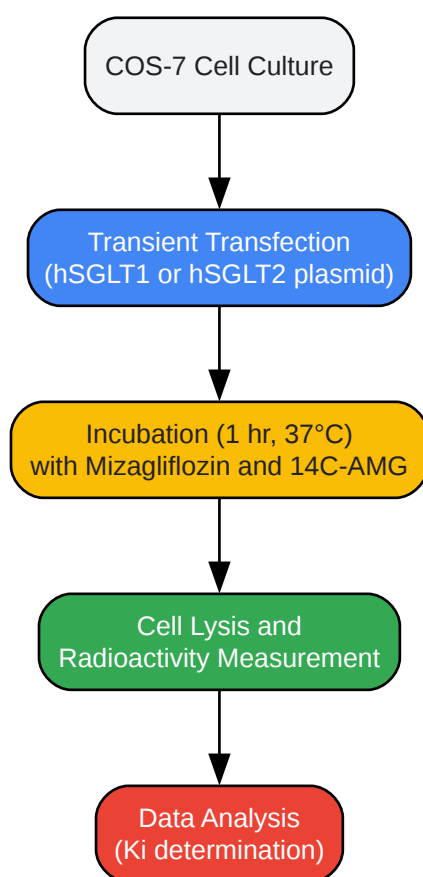 COS-7 Cell Culture
Transient Transfection
(hSGLT1 or hSGLT2 plasmid)
Incubation (1 hr, 37°C)
with Mizagliflozin and 14C-AMG
Cell Lysis and
Radioactivity Measurement
Data Analysis
(Ki determination)